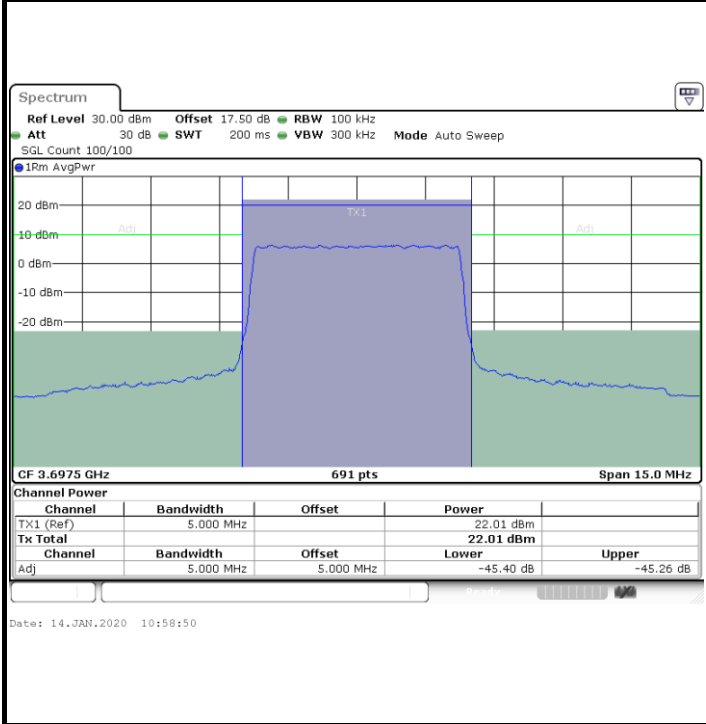 Spectrum
Ref Level 30.00 dBm Offset 17.50 dB RBW 100 kHz
Att 30 dB SWT 200 ms VBW 300 kHz Mode Auto Sweep
SGL Count 100/100
1Rm AvgPwr
20 dBm
TX1
Adj
Adj
10 dBm
0 dBm
-10 dBm
-20 dBm
CF 3.6975 GHz 691 pts Span 15.0 MHz
Channel Power
Channel Bandwidth Offset Power
TX1 (Ref) 5.000 MHz 22.01 dBm
Tx Total 22.01 dBm
Channel Bandwidth Offset Lower Upper
Adj 5.000 MHz 5.000 MHz -45.40 dB -45.26 dB
Ready
Date: 14.JAN.2020 10:58:50